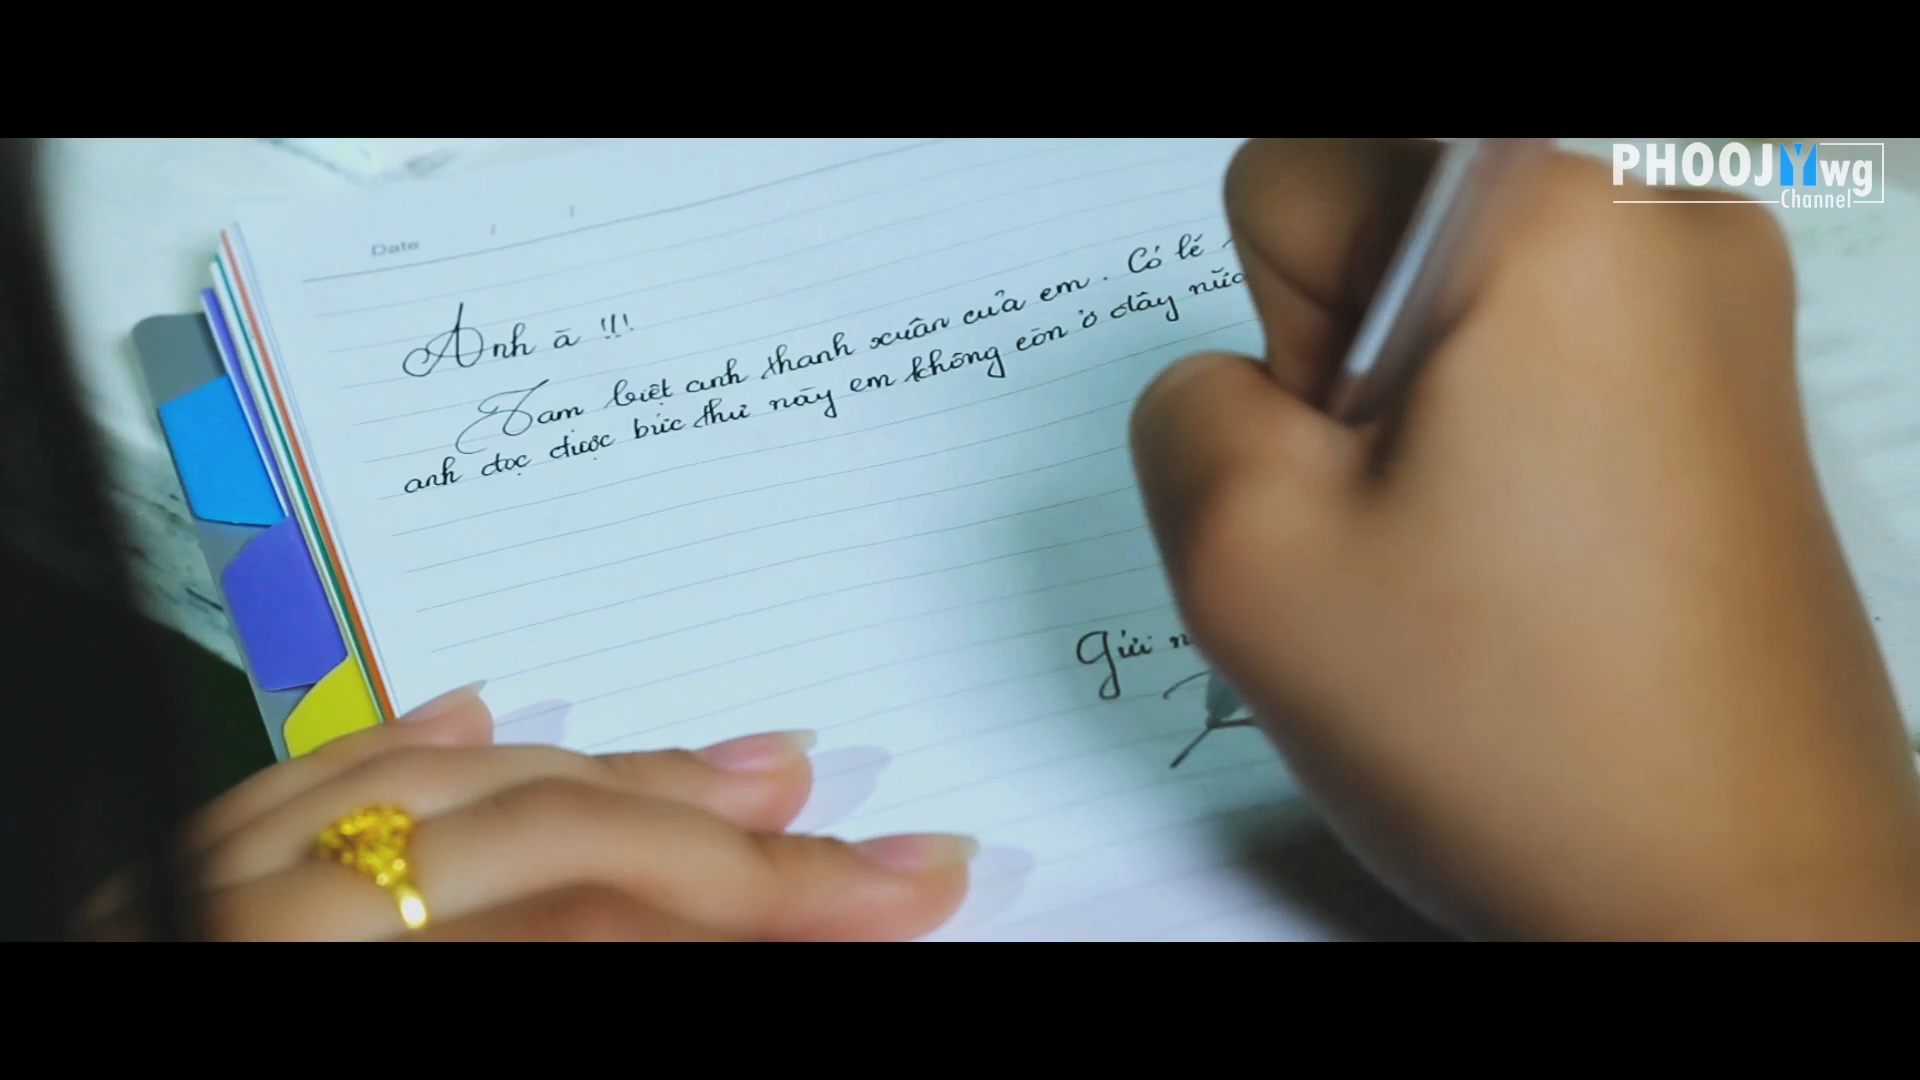 PHOOJYwg
Channel
Date / /
Anh à !!!
Tạm biệt anh thanh xuân của em. Có lẽ
anh đọc được bức thư này em không còn ở đây nữa
Gửi